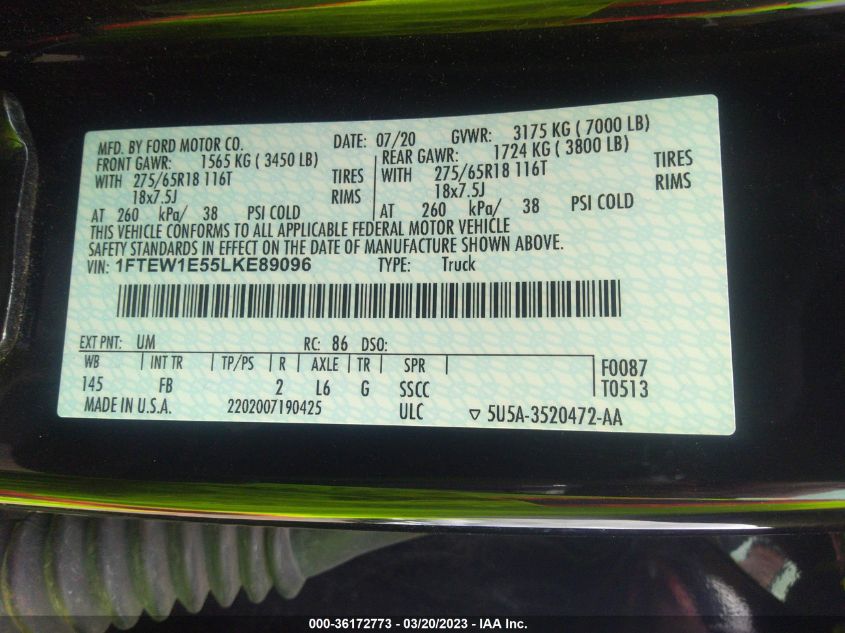 MFD. BY FORD MOTOR CO. DATE: 07/20 GVWR: 3175 KG ( 7000 LB)
FRONT GAWR: 1565 KG ( 3450 LB) REAR GAWR: 1724 KG ( 3800 LB)
WITH 275/65R18 116T TIRES WITH 275/65R18 116T TIRES
18x7.5J RIMS 18x7.5J RIMS
AT 260 kPa/ 38 PSI COLD AT 260 kPa/ 38 PSI COLD
THIS VEHICLE CONFORMS TO ALL APPLICABLE FEDERAL MOTOR VEHICLE
SAFETY STANDARDS IN EFFECT ON THE DATE OF MANUFACTURE SHOWN ABOVE.
VIN: 1FTEW1E55LKE89096 TYPE: Truck
EXT PNT: UM RC: 86 DSO:
WB INT TR TP/PS R AXLE TR SPR F0087
145 FB 2 L6 G SSCC T0513
MADE IN U.S.A. 2202007190425 ULC ▽ 5U5A-3520472-AA
000-36172773 - 03/20/2023 - IAA Inc.